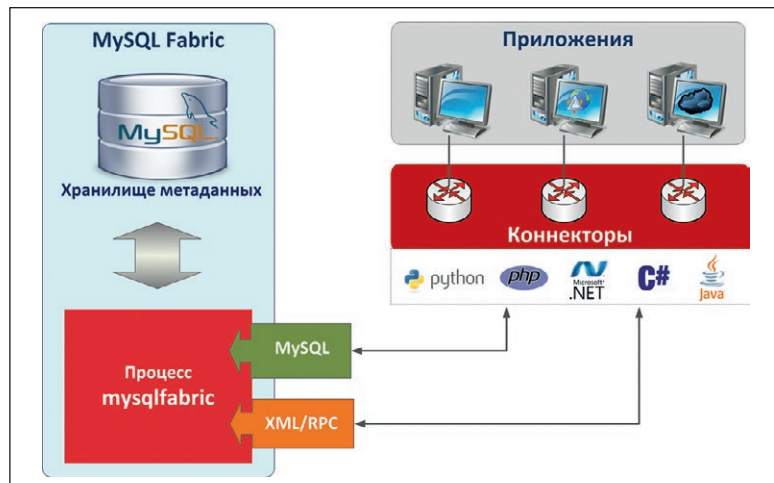 MySQL Fabric
MySQL
Хранилище метаданных
Процесс
mysqlfabric
MySQL
XML/RPC
Приложения
Коннекторы
python
php
Microsoft
.NET
C#
Java